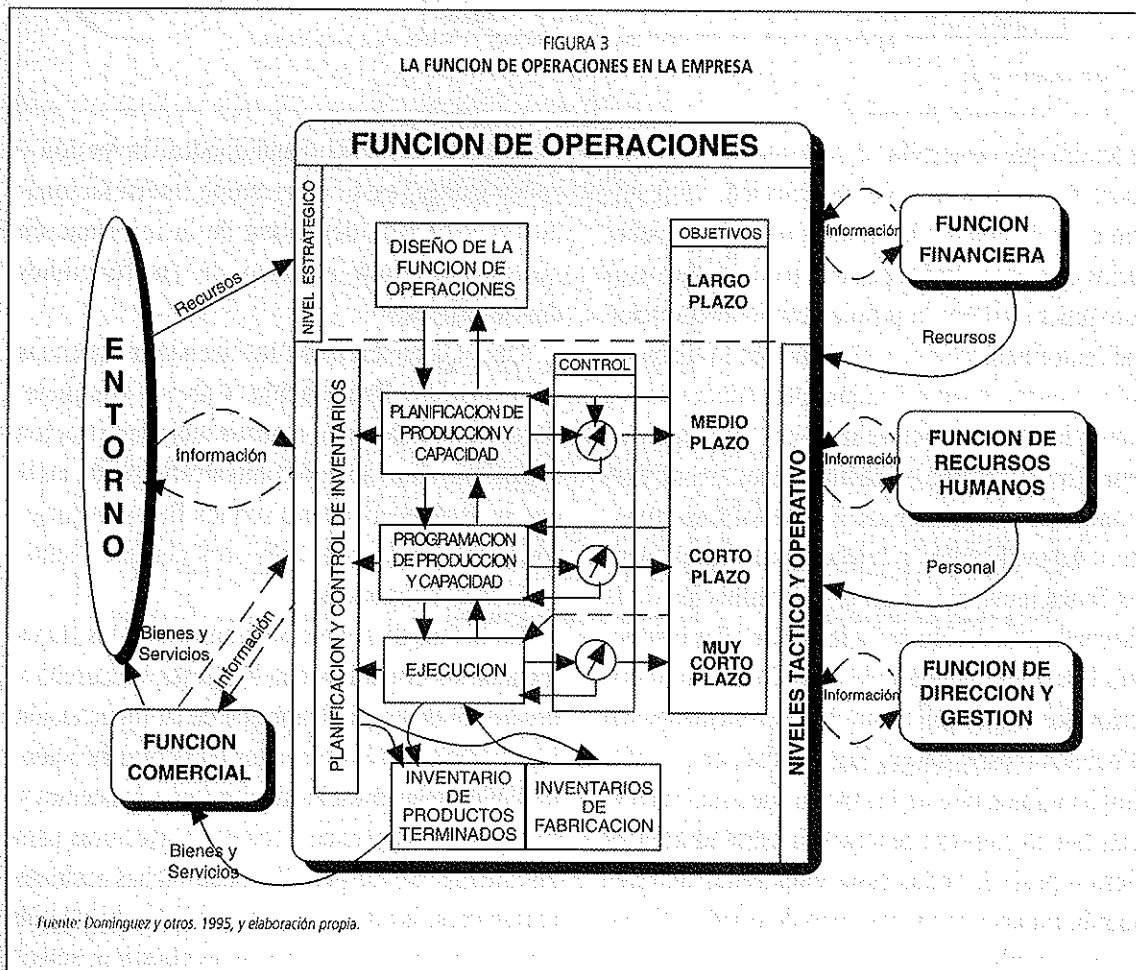 FIGURA 3
LA FUNCION DE OPERACIONES EN LA EMPRESA
FUNCION DE OPERACIONES
NIVEL ESTRATEGICO
DISEÑO DE LA
FUNCION DE
OPERACIONES
OBJETIVOS
LARGO
PLAZO
Información
FUNCION
FINANCIERA
Recursos
ENTORNO
Recursos
Información
PLANIFICACION Y CONTROL DE INVENTARIOS
PLANIFICACION DE
PRODUCCION Y
CAPACIDAD
CONTROL
MEDIO
PLAZO
NIVELES TACTICO Y OPERATIVO
Información
FUNCION DE
RECURSOS
HUMANOS
Personal
PROGRAMACION
DE PRODUCCION
Y CAPACIDAD
CORTO
PLAZO
EJECUCION
MUY
CORTO
PLAZO
Información
FUNCION DE
DIRECCION Y
GESTION
Bienes y
Servicios
Información
FUNCION
COMERCIAL
INVENTARIO
DE
PRODUCTOS
TERMINADOS
INVENTARIOS
DE
FABRICACION
Bienes y
Servicios
Fuente: Domínguez y otros. 1995, y elaboración propia.